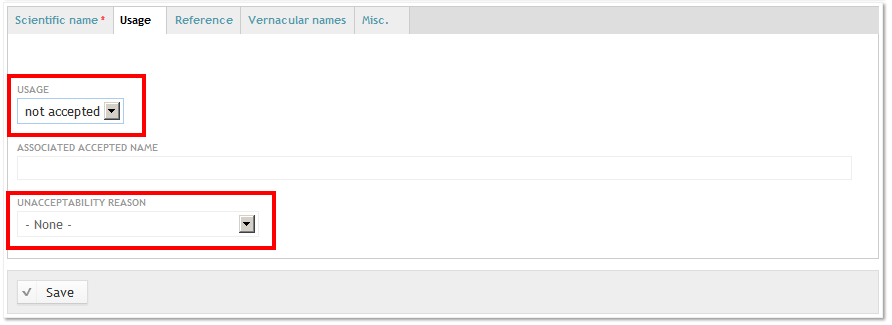 Scientific name * Usage Reference Vernacular names Misc.
USAGE
not accepted
ASSOCIATED ACCEPTED NAME
UNACCEPTABILITY REASON
- None -
Save